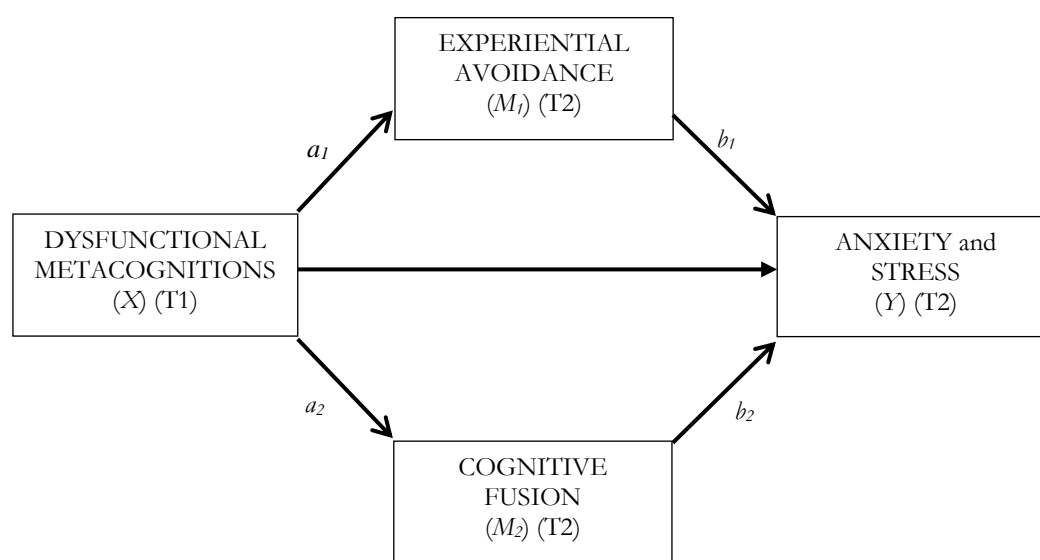 EXPERIENTIAL
AVOIDANCE
(M₁) (T2)
a₁
b₁
DYSFUNCTIONAL
METACOGNITIONS
(X) (T1)
ANXIETY and
STRESS
(Y) (T2)
a₂
b₂
COGNITIVE
FUSION
(M₂) (T2)